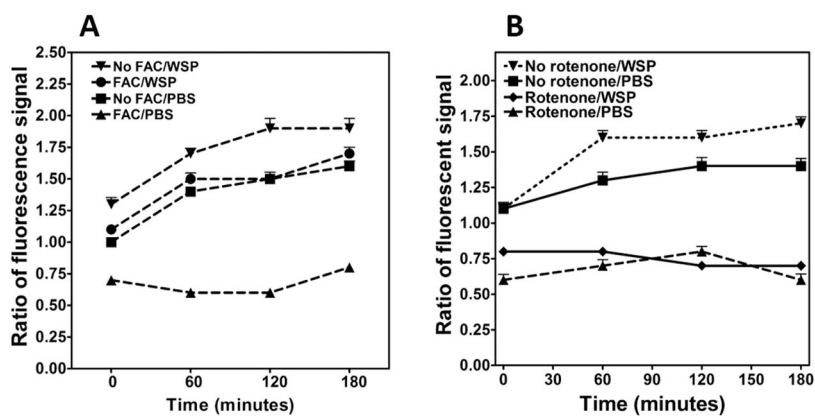 A
Ratio of fluorescence signal
2.50
2.25
2.00
1.75
1.50
1.25
1.00
0.75
0.50
0.25
0.00
No FAC/WSP
FAC/WSP
No FAC/PBS
FAC/PBS
0 60 120 180
Time (minutes)
B
Ratio of fluorescent signal
2.00
1.75
1.50
1.25
1.00
0.75
0.50
0.25
0.00
No rotenone/WSP
No rotenone/PBS
Rotenone/WSP
Rotenone/PBS
0 30 60 90 120 150 180
Time (minutes)